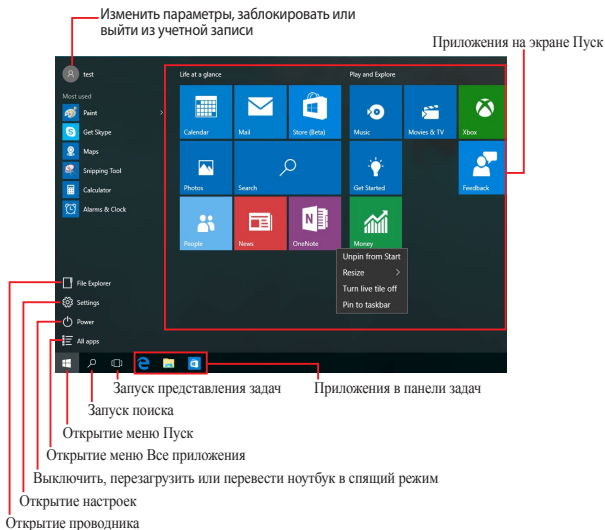 Изменить параметры, заблокировать или
выйти из учетной записи
Приложения на экране Пуск
test
Life at a glance
Play and Explore
Most used
Paint
Get Skype
Maps
Snipping Tool
Calculator
Alarms & Clock
Calendar
Mail
Store (Beta)
Music
Movies & TV
Xbox
Photos
Search
Get Started
Feedback
People
News
OneNote
Money
Unpin from Start
Resize
Turn live tile off
Pin to taskbar
File Explorer
Settings
Power
All apps
Запуск представления задач
Приложения в панели задач
Запуск поиска
Открытие меню Пуск
Открытие меню Все приложения
Выключить, перезагрузить или перевести ноутбук в спящий режим
Открытие настроек
Открытие проводника